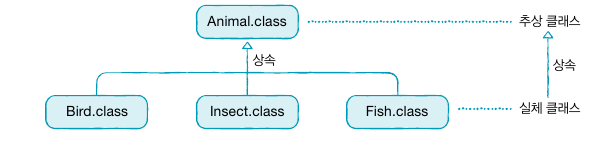 Animal.class
추상 클래스
상속
상속
Bird.class
Insect.class
Fish.class
실체 클래스